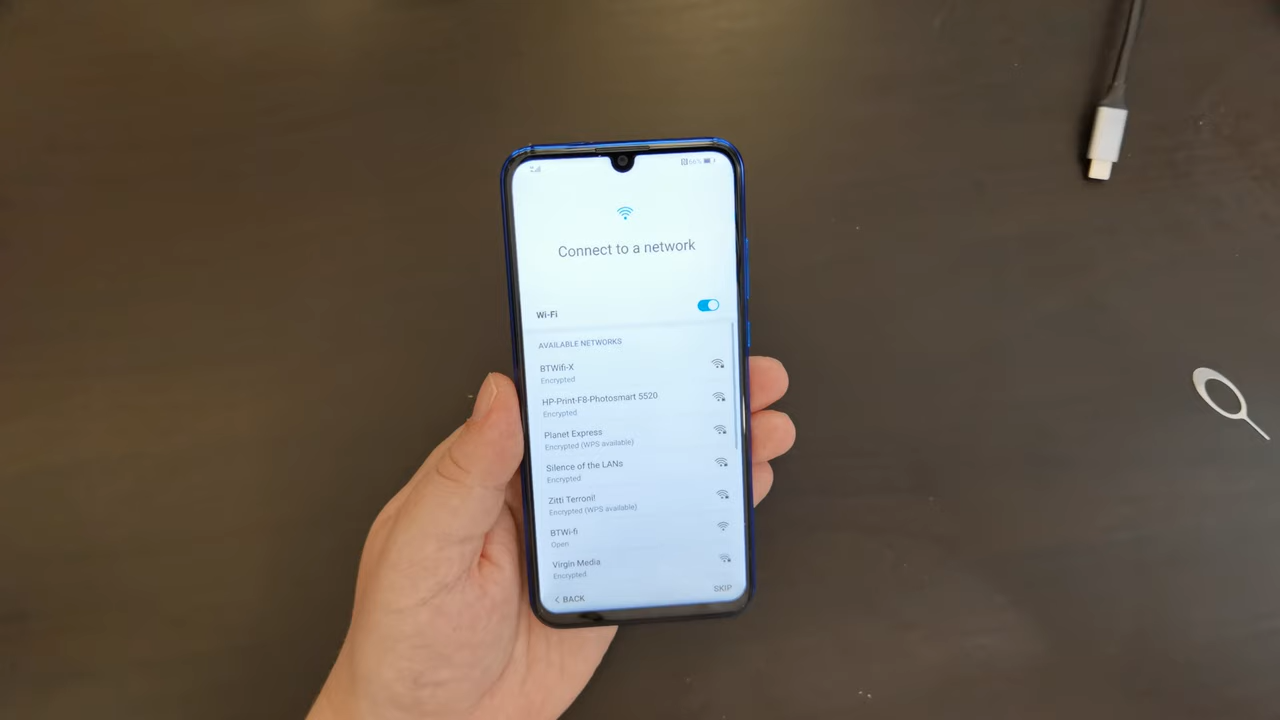 66%
Connect to a network
Wi-Fi
AVAILABLE NETWORKS
BTWifi-X
Encrypted
HP-Print-F8-Photosmart 5520
Encrypted
Planet Express
Encrypted (WPS available)
Silence of the LANs
Encrypted
Zitti Terroni!
Encrypted (WPS available)
BTWi-fi
Open
Virgin Media
Encrypted
BACK
SKIP